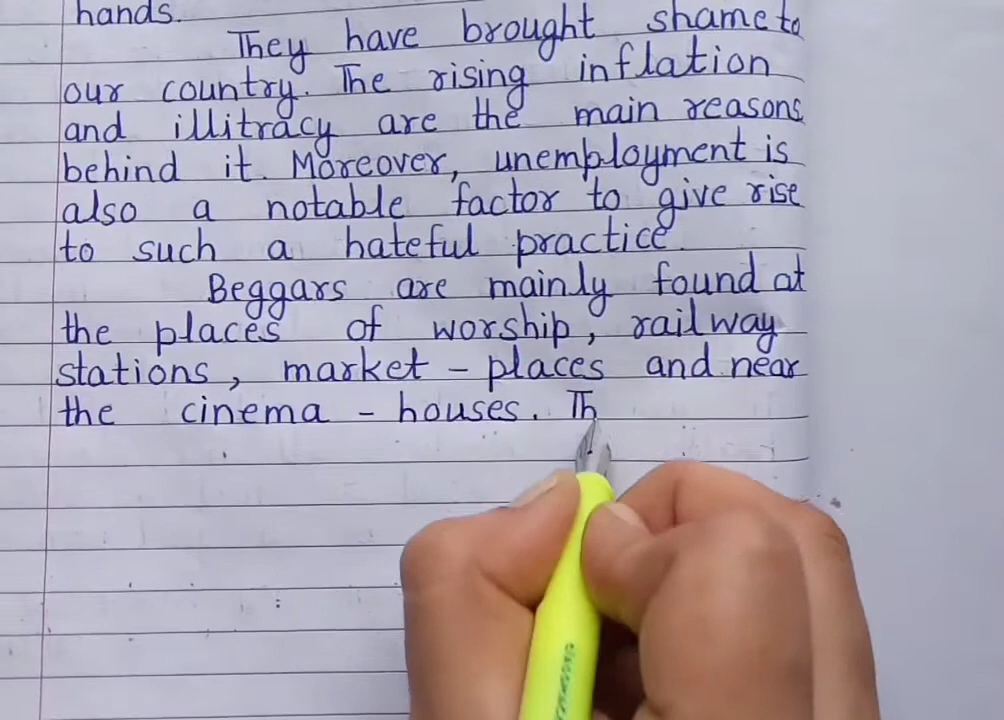 hands.
They have brought shame to
our country. The rising inflation
and illitracy are the main reasons
behind it. Moreover, unemployment is
also a notable factor to give rise
to such a hateful practice
Beggars are mainly found at
the places of worship, railway
stations, market - places and near
the cinema - houses. Th